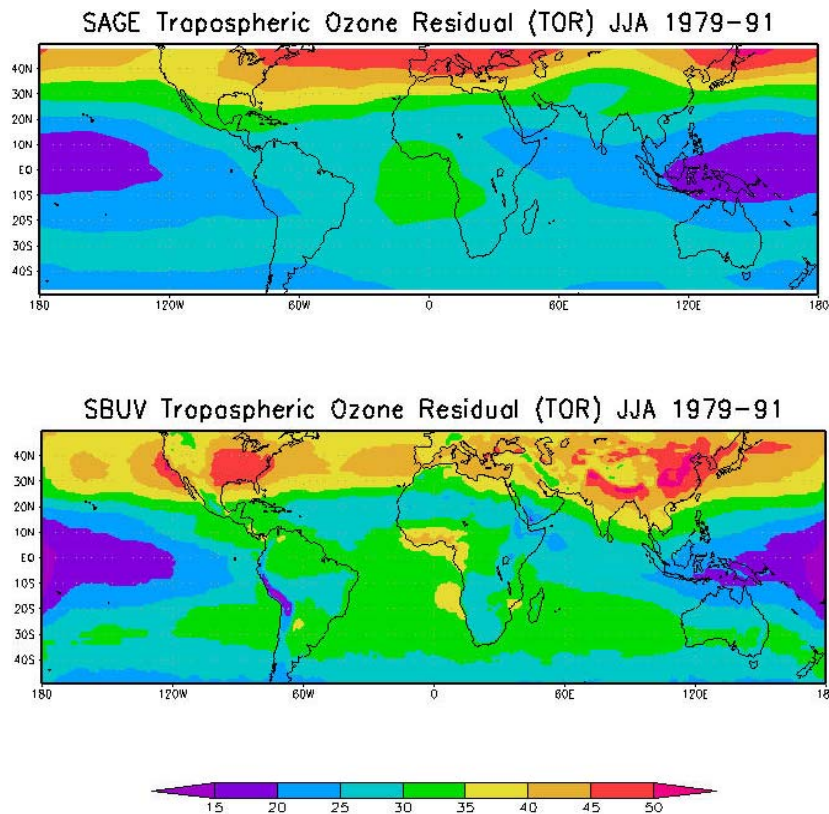 SAGE Tropospheric Ozone Residual (TOR) JJA 1979-91
40N
30N
20N
10N
EQ
10S
20S
30S
40S
180 120W 60W 0 60E 120E 180
SBUV Tropospheric Ozone Residual (TOR) JJA 1979-91
40N
30N
20N
10N
EQ
10S
20S
30S
40S
180 120W 60W 0 60E 120E 180
15 20 25 30 35 40 45 50